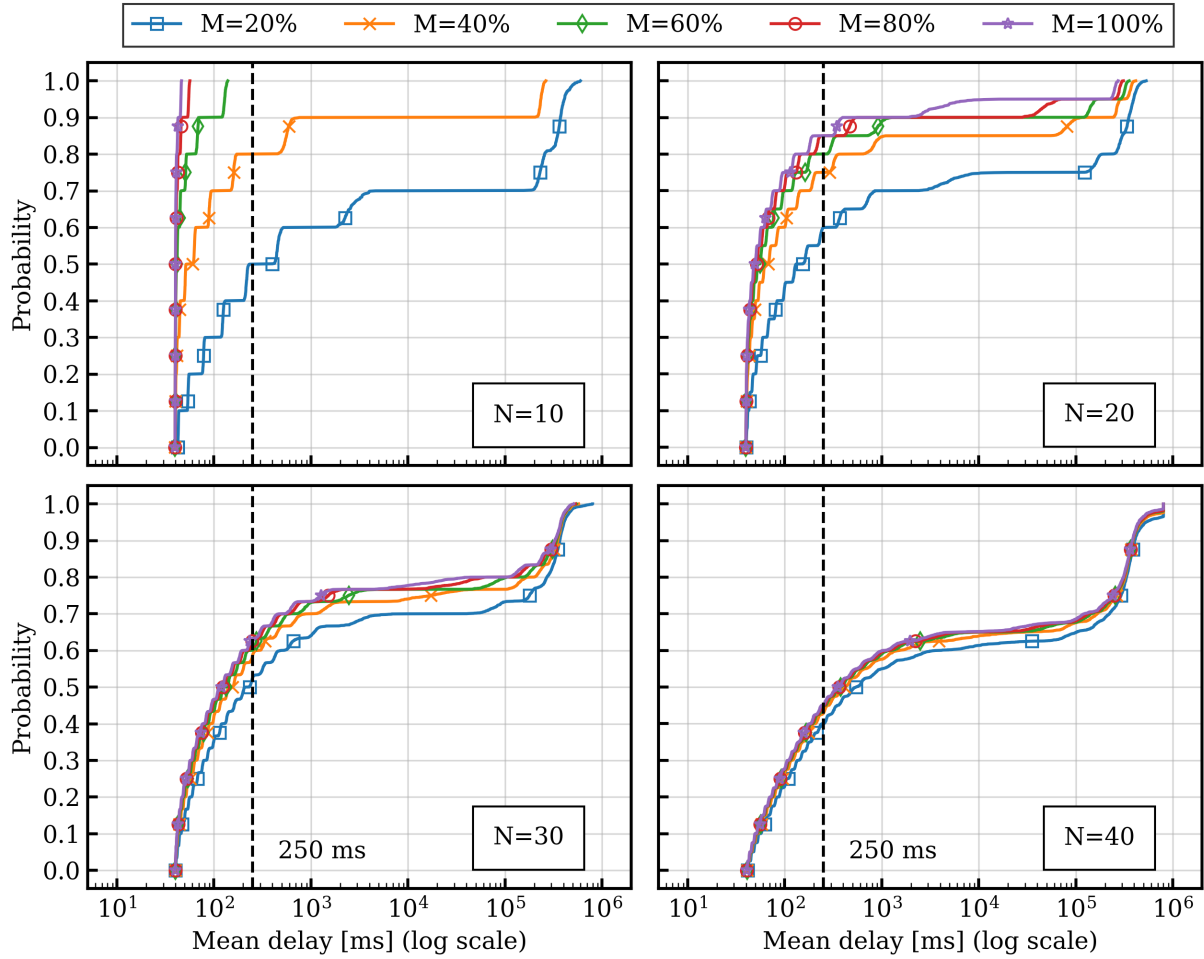 M=20% M=40% M=60% M=80% M=100%
Probability
1.0
0.9
0.8
0.7
0.6
0.5
0.4
0.3
0.2
0.1
0.0
N=10
N=20
Probability
1.0
0.9
0.8
0.7
0.6
0.5
0.4
0.3
0.2
0.1
0.0
250 ms
N=30
250 ms
N=40
10¹ 10² 10³ 10⁴ 10⁵ 10⁶
Mean delay [ms] (log scale)
10¹ 10² 10³ 10⁴ 10⁵ 10⁶
Mean delay [ms] (log scale)